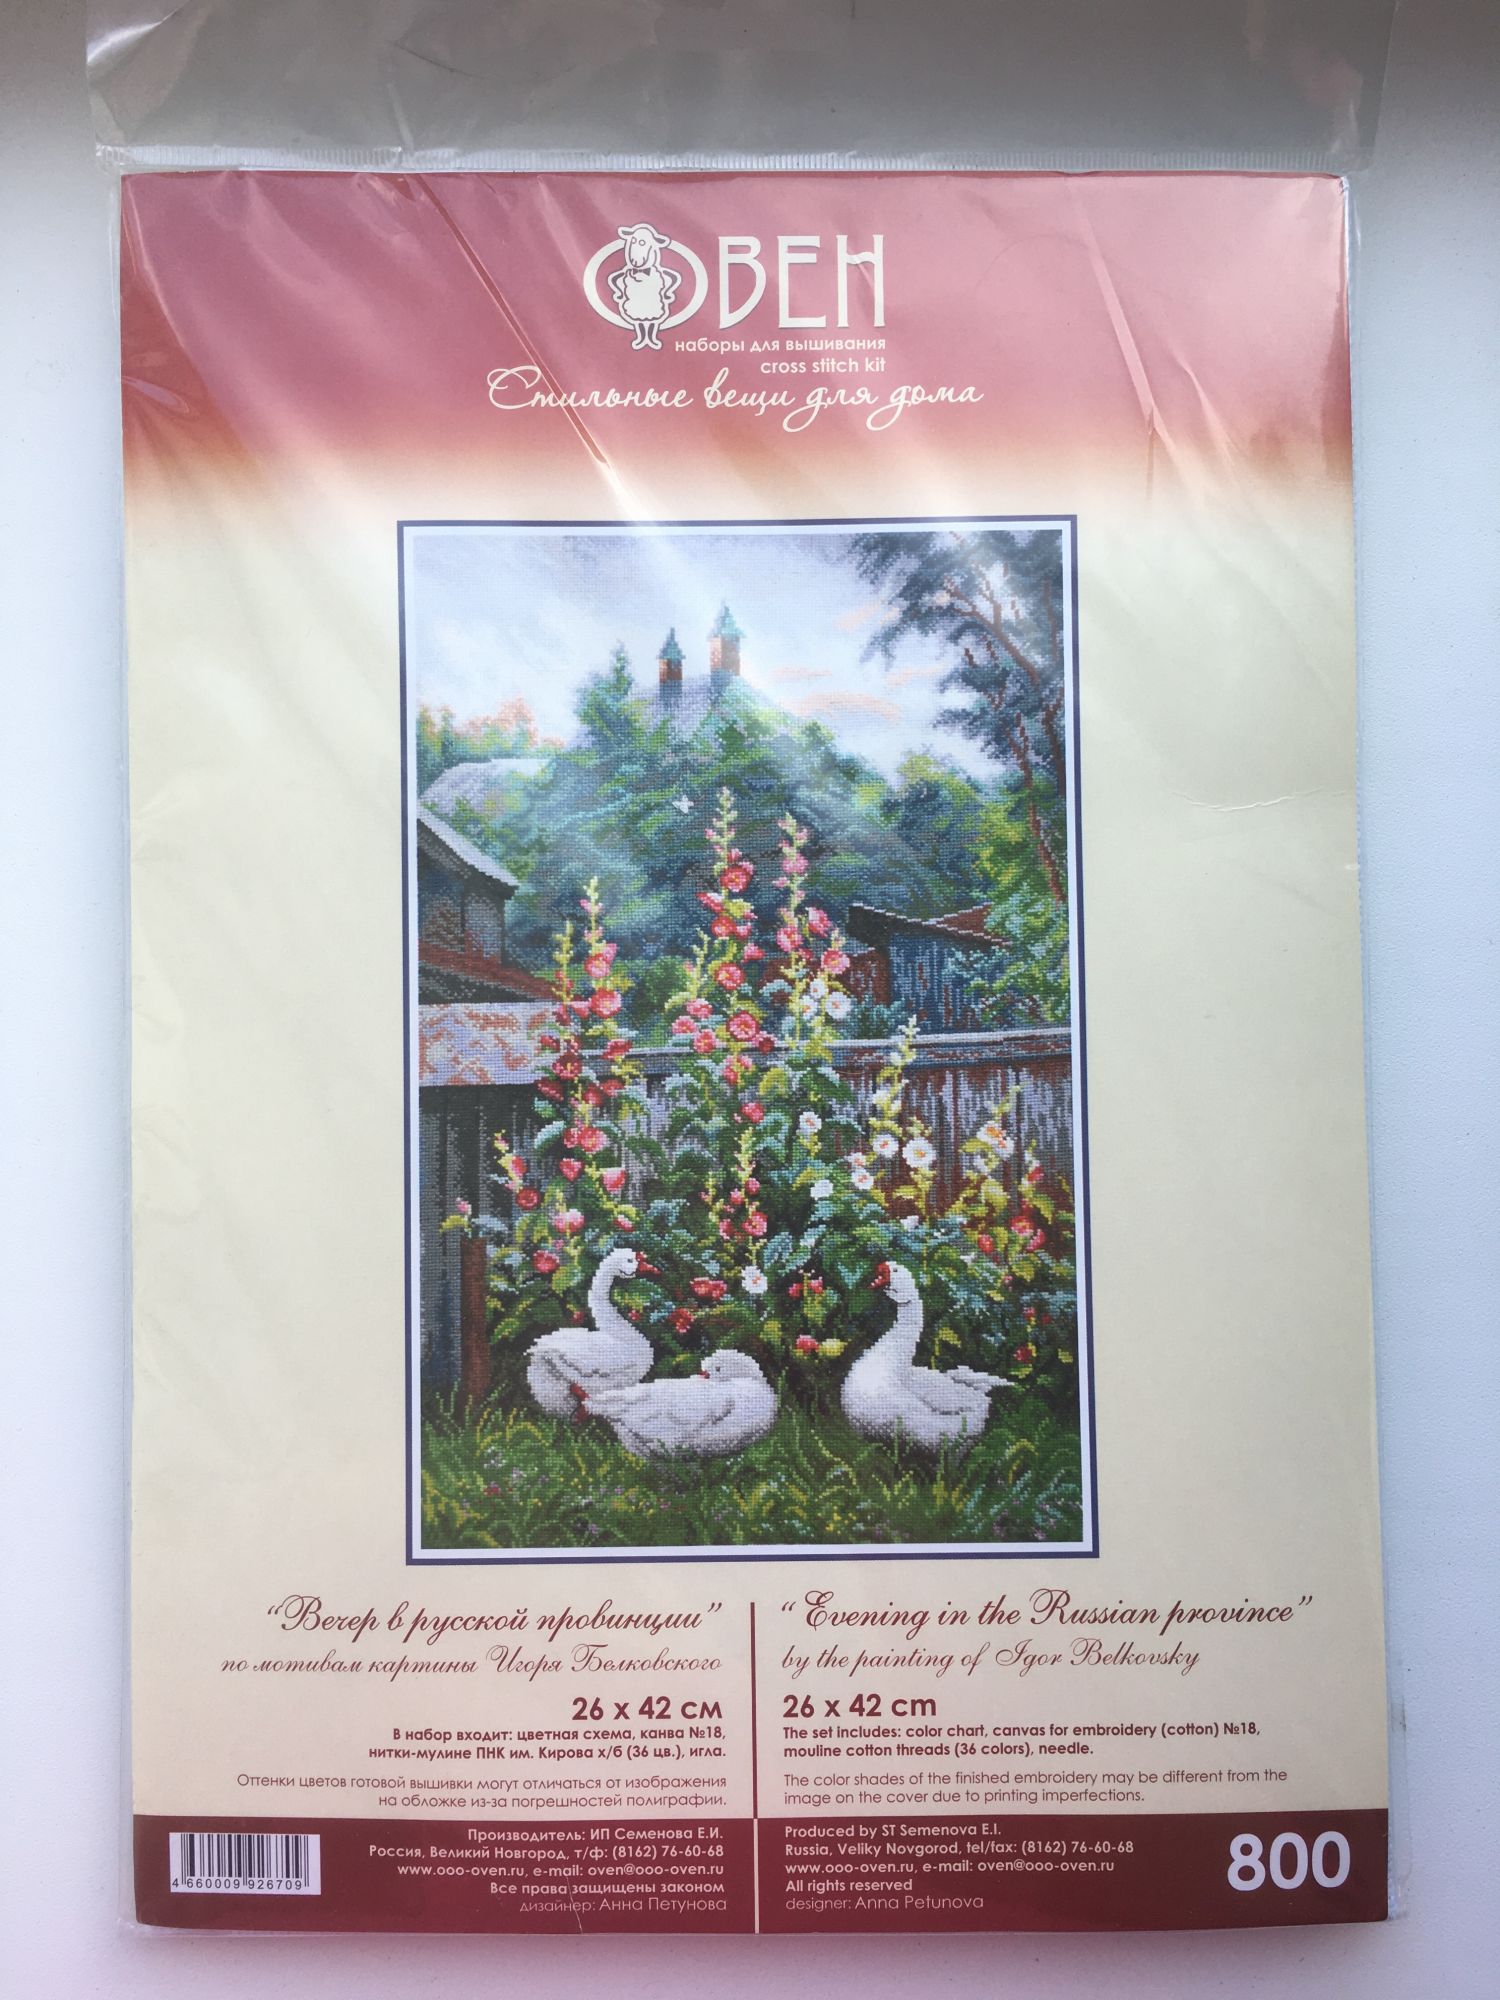 ОВЕН
наборы для вышивания
cross stitch kit
Стильные вещи для дома
"Вечер в русской провинции"
по мотивам картины Игоря Белковского
26 х 42 см
В набор входит: цветная схема, канва №18,
нитки-мулине ПНК им. Кирова х/б (36 цв.), игла.
Оттенки цветов готовой вышивки могут отличаться от изображения
на обложке из-за погрешностей полиграфии.
"Evening in the Russian province"
by the painting of Igor Belkovsky
26 x 42 cm
The set includes: color chart, canvas for embroidery (cotton) №18,
mouline cotton threads (36 colors), needle.
The color shades of the finished embroidery may be different from the
image on the cover due to printing imperfections.
4 660009 926709
Производитель: ИП Семенова Е.И.
Россия, Великий Новгород, т/ф: (8162) 76-60-68
www.ooo-oven.ru, e-mail: oven@ooo-oven.ru
Все права защищены законом
дизайнер: Анна Петунова
Produced by ST Semenova E.I.
Russia, Veliky Novgorod, tel/fax: (8162) 76-60-68
www.ooo-oven.ru, e-mail: oven@ooo-oven.ru
All rights reserved
designer: Anna Petunova
800